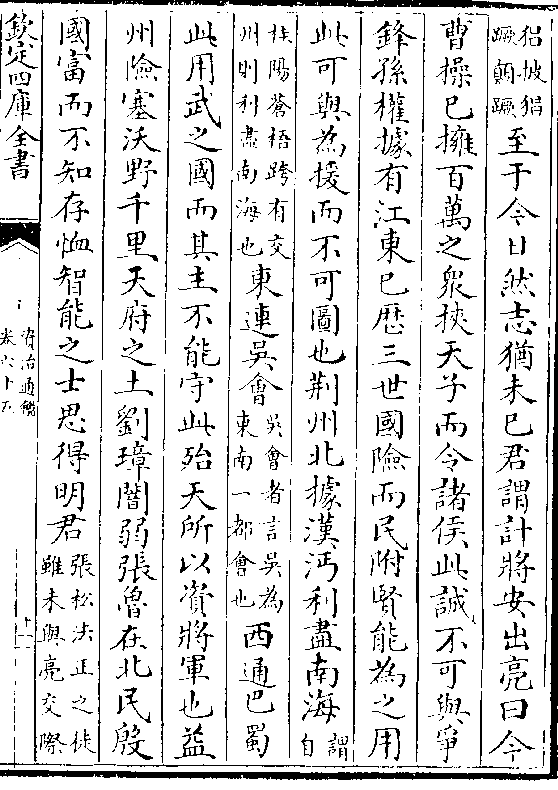 猖披猖
蹶顛蹶
至于今日然志猶未已君謂計將安出亮曰今
曹操已擁百萬之衆挾天子而令諸侯此誠不可與爭
鋒孫權據有江東已歷三世國險而民附賢能為之用
此可與為援而不可圖也荆州北據漢沔利盡南海
謂
自
桂陽蒼梧跨有交
州則利盡南海也
東連吳會
吳會者言吳為
東南一都會也
西通巴蜀
此用武之國而其主不能守此殆天所以資將軍也益
州險塞沃野千里天府之土劉璋闇弱張魯在北民殷
國富而不知存恤智能之士思得明君
張松法正之徒
雖未與亮交際
欽定四庫全書
資治通鑑
卷六十五